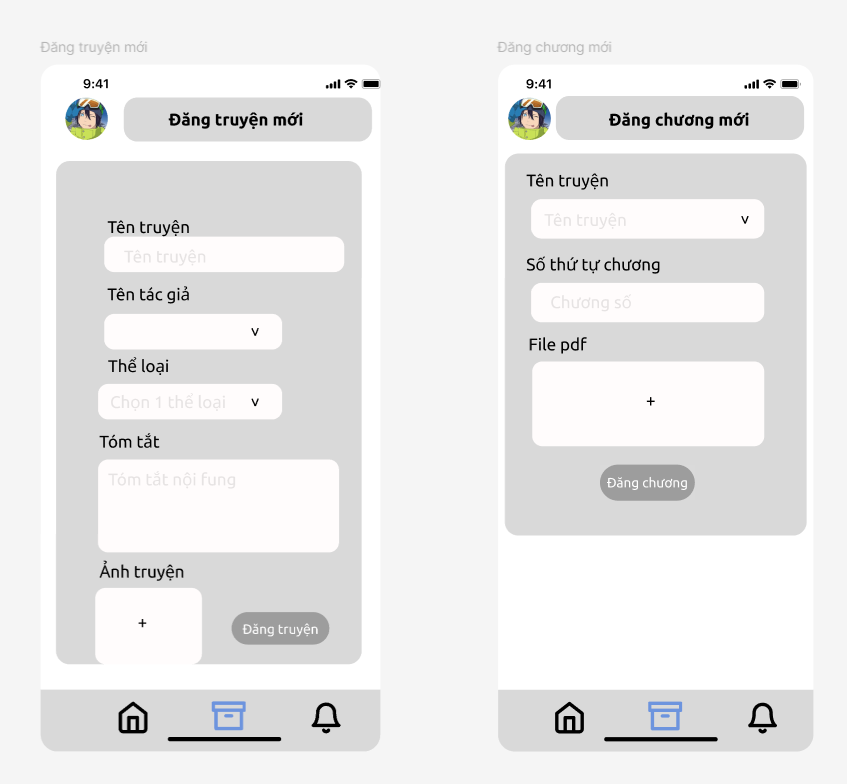 Đăng truyện mới
9:41
Đăng truyện mới
Tên truyện
Tên truyện
Tên tác giả
v
Thể loại
Chọn 1 thể loại
v
Tóm tắt
Tóm tắt nội fung
Ảnh truyện
+
Đăng truyện
Đăng chương mới
9:41
Đăng chương mới
Tên truyện
Tên truyện
v
Số thứ tự chương
Chương số
File pdf
+
Đăng chương